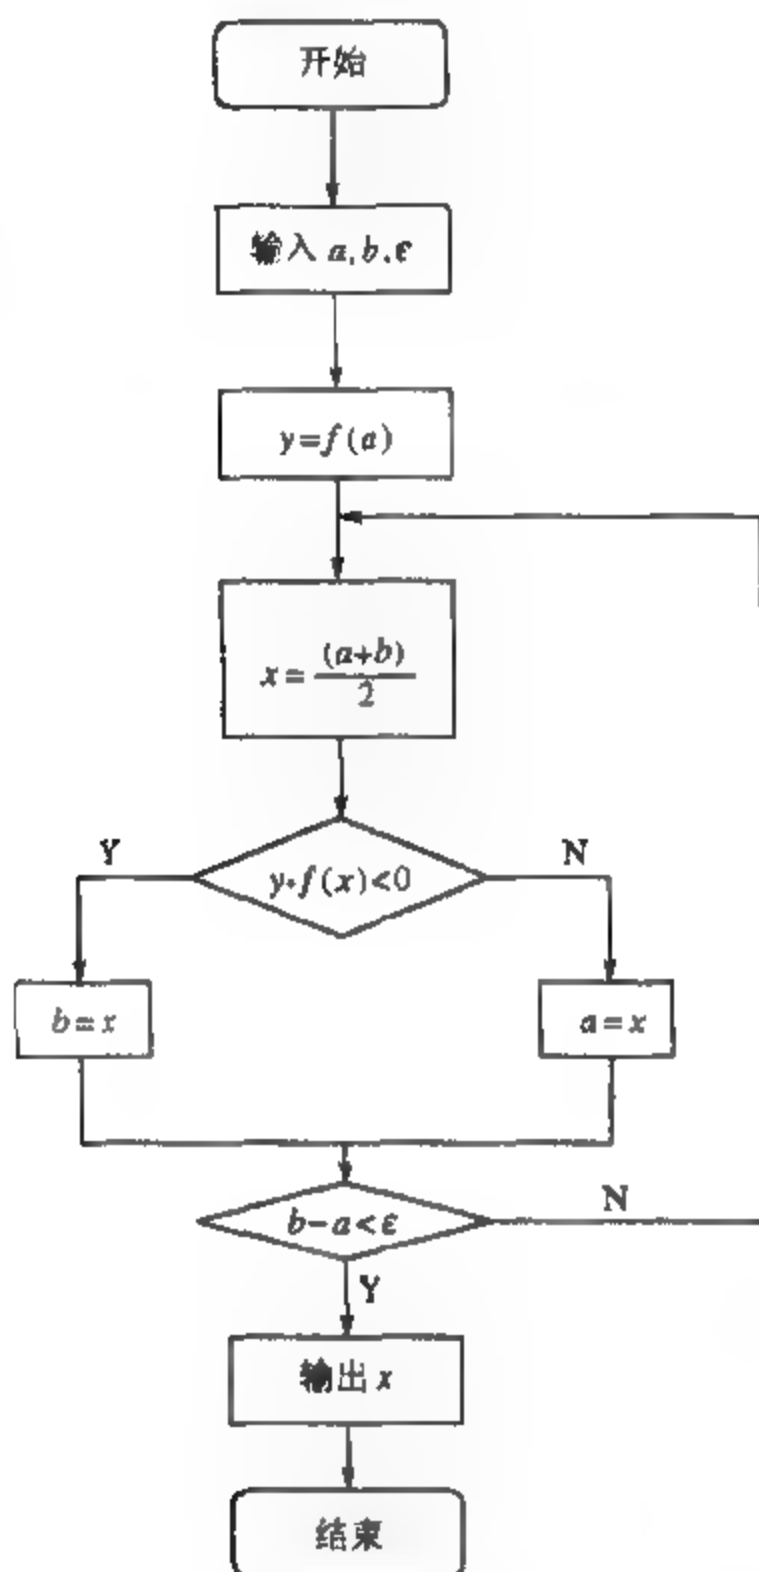 开始
输入 a,b,ε
y=f(a)
x=(a+b)/2
Y
N
y·f(x)<0
b=x
a=x
N
b-a<ε
Y
输出 x
结束